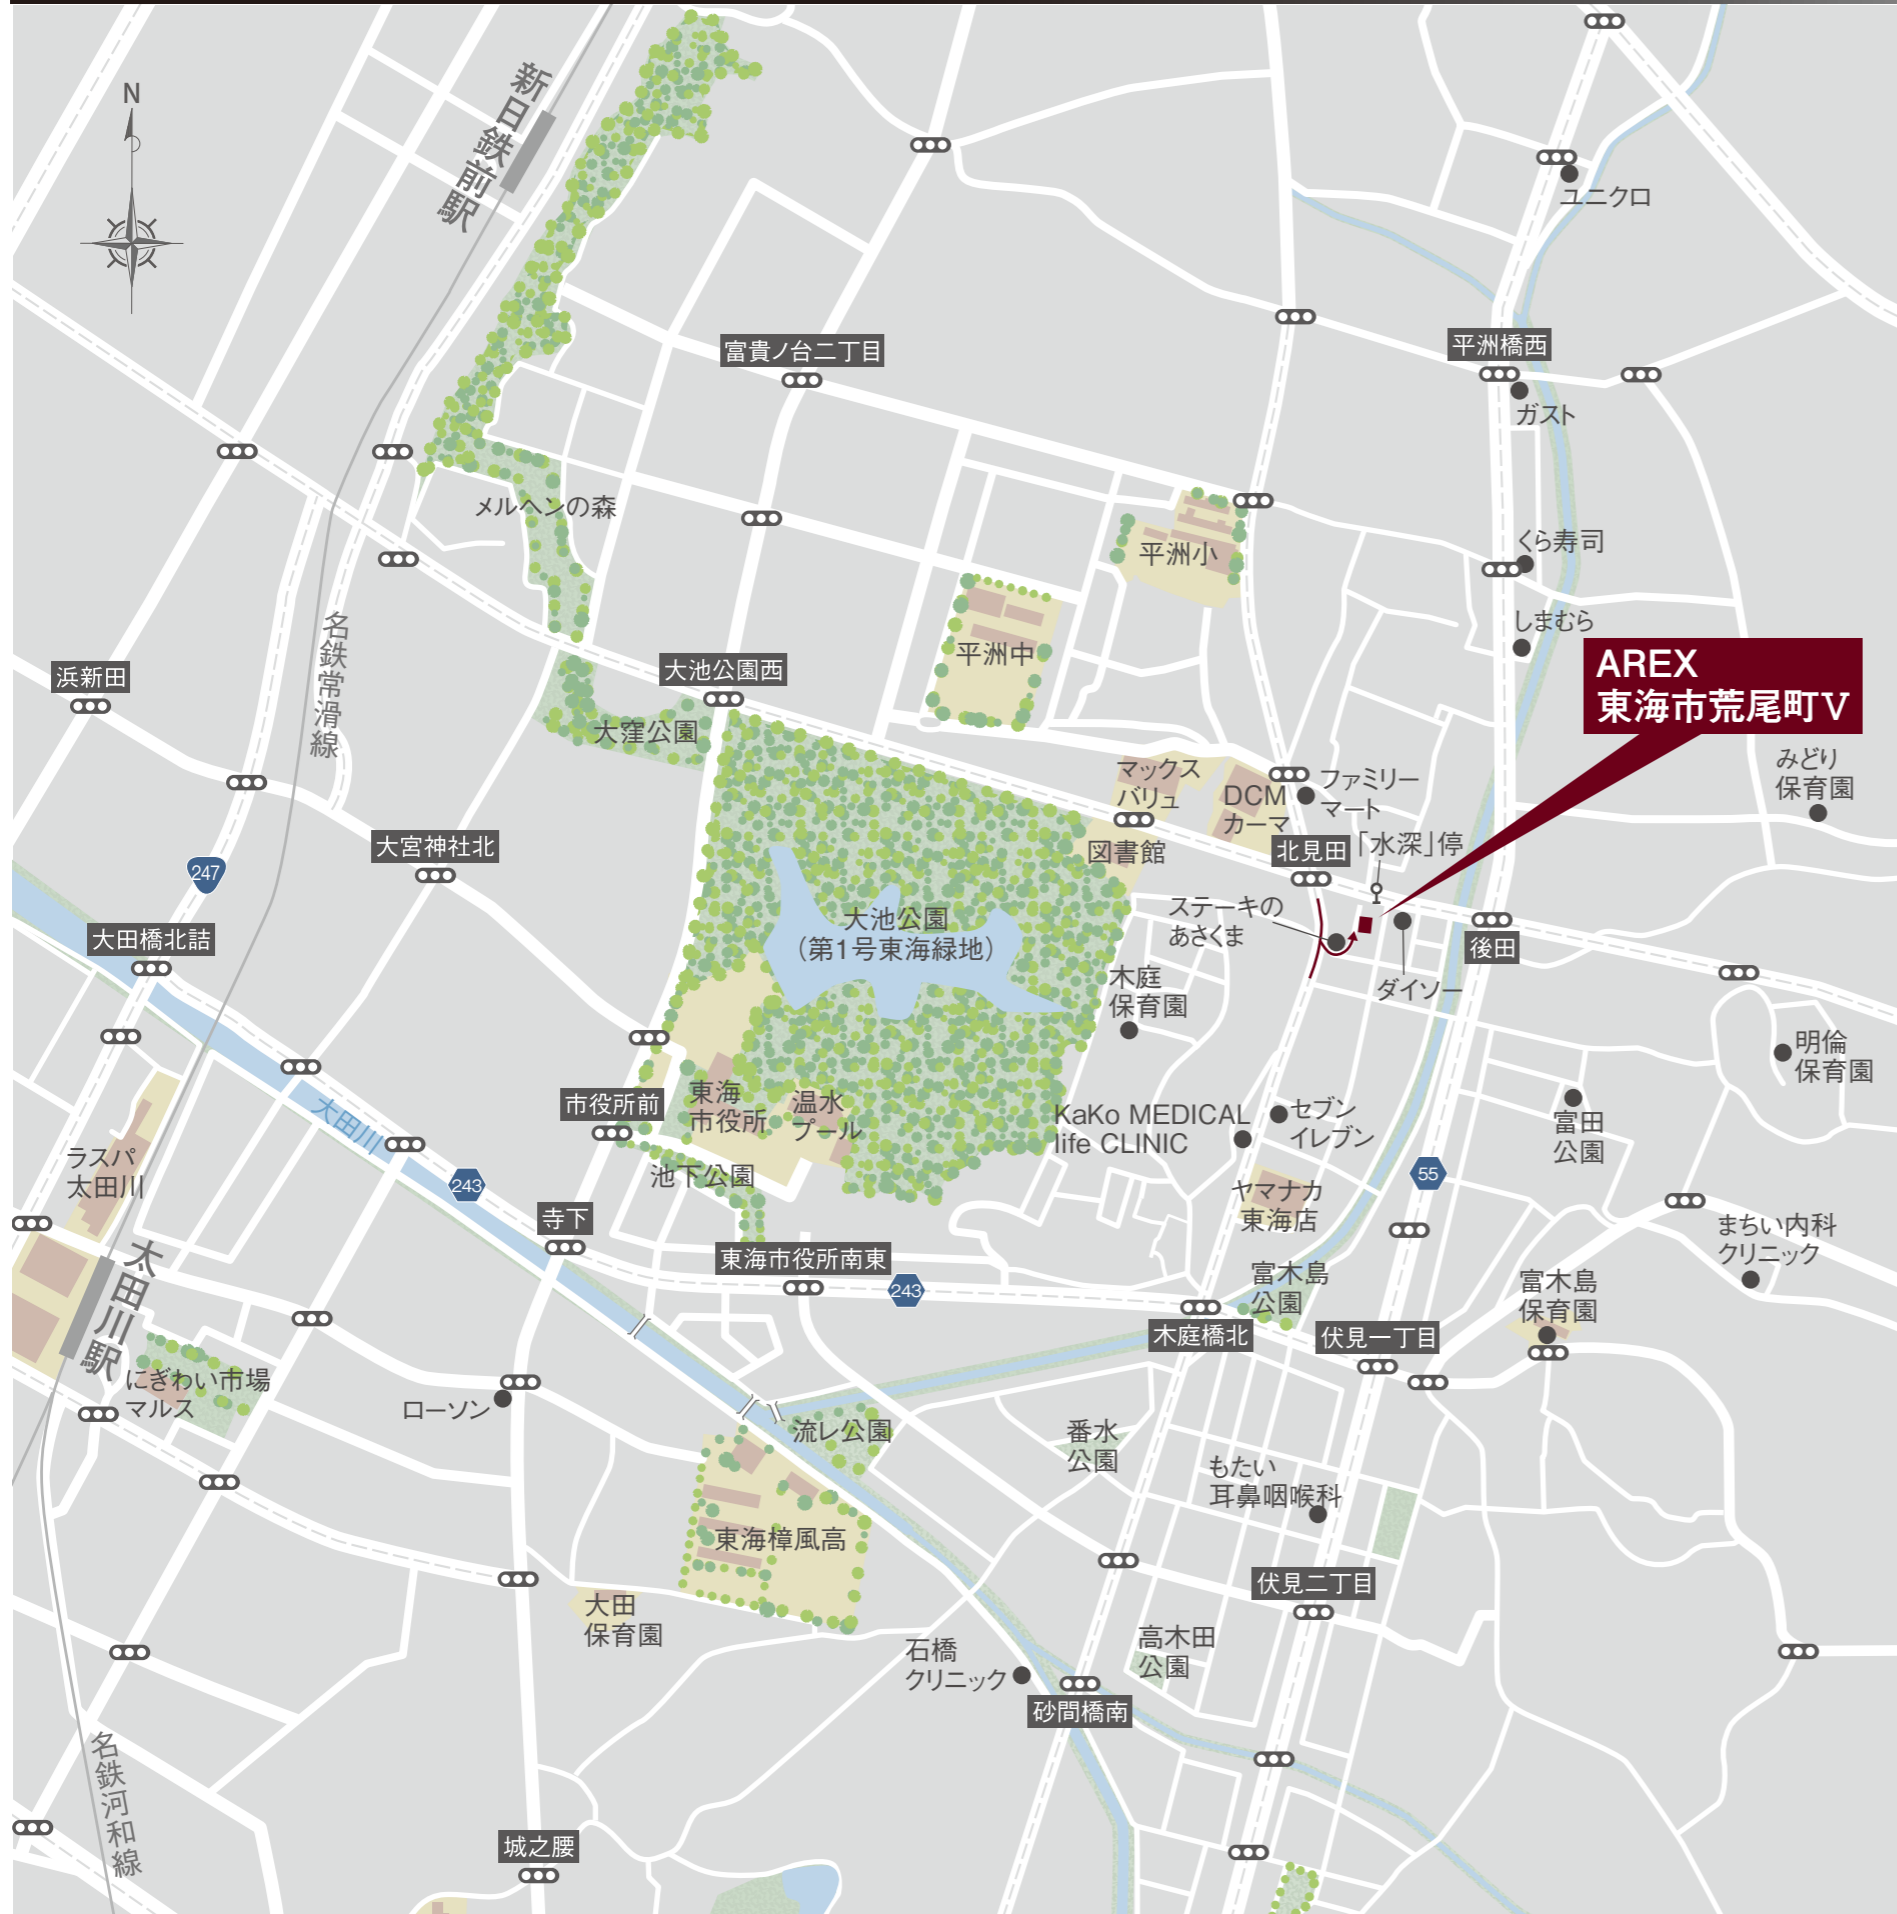 N
新日鉄前駅
ユニクロ
富貴ノ台二丁目
平洲橋西
ガスト
メルヘンの森
平洲小
くら寿司
しまむら
名鉄常滑線
平洲中
AREX
東海市荒尾町Ⅴ
浜新田
大池公園西
大窪公園
みどり
保育園
マックス
バリュ
DCM
カーマ
ファミリー
マート
図書館
北見田
「水深」停
大宮神社北
247
大池公園
（第1号東海緑地）
ステーキの
あさくま
後田
大田橋北詰
木庭
保育園
ダイソー
明倫
保育園
市役所前
東海
市役所
温水
プール
KaKo MEDICAL
life CLINIC
セブン
イレブン
富田
公園
大田川
ラスパ
太田川
243
池下公園
ヤマナカ
東海店
55
寺下
まちい内科
クリニック
太田川駅
東海市役所南東
243
富木島
公園
富木島
保育園
木庭橋北
伏見一丁目
にぎわい市場
マルス
ローソン
流レ公園
番水
公園
もたい
耳鼻咽喉科
東海樟風高
伏見二丁目
大田
保育園
石橋
クリニック
高木田
公園
砂間橋南
名鉄河和線
城之腰